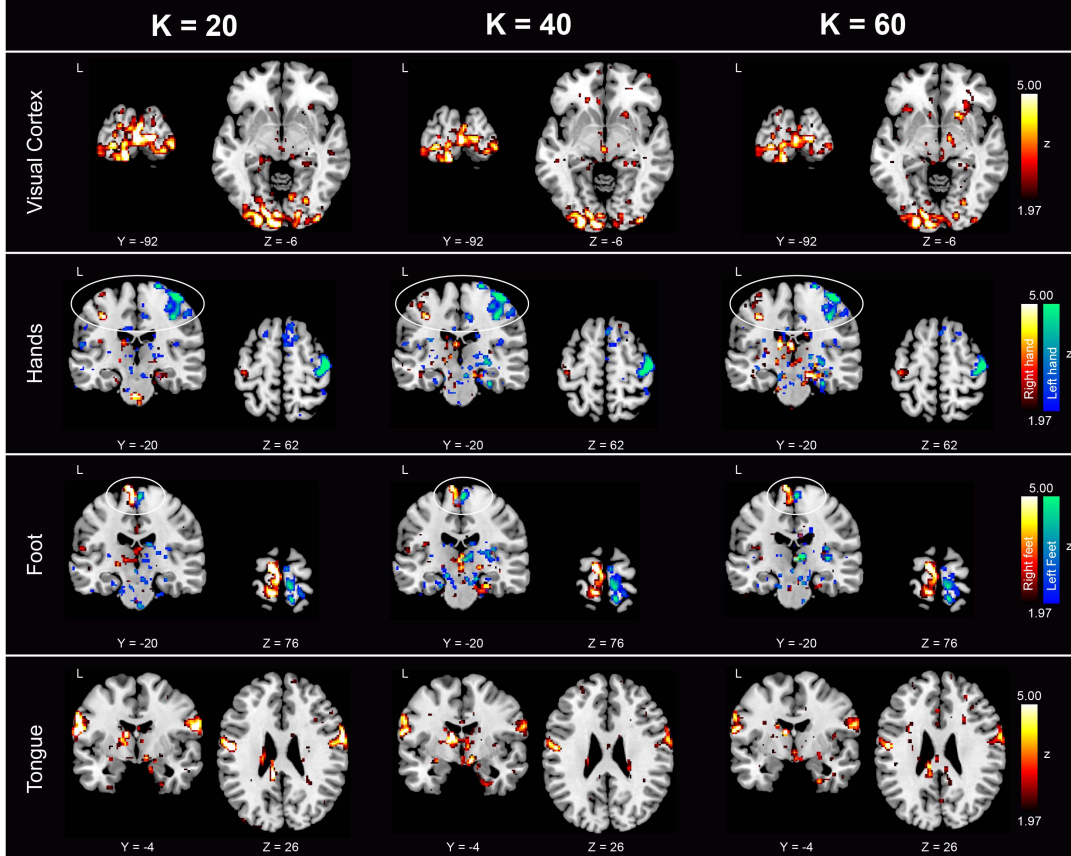 K = 20 K = 40 K = 60
Visual Cortex
L L L
5.00
z
1.97
Y = -92 Z = -6 Y = -92 Z = -6 Y = -92 Z = -6
Hands
L L L
5.00
Right hand
Left hand
z
1.97
Y = -20 Z = 62 Y = -20 Z = 62 Y = -20 Z = 62
Foot
L L L
5.00
Right feet
Left Feet
z
1.97
Y = -20 Z = 76 Y = -20 Z = 76 Y = -20 Z = 76
Tongue
L L L
5.00
z
1.97
Y = -4 Z = 26 Y = -4 Z = 26 Y = -4 Z = 26